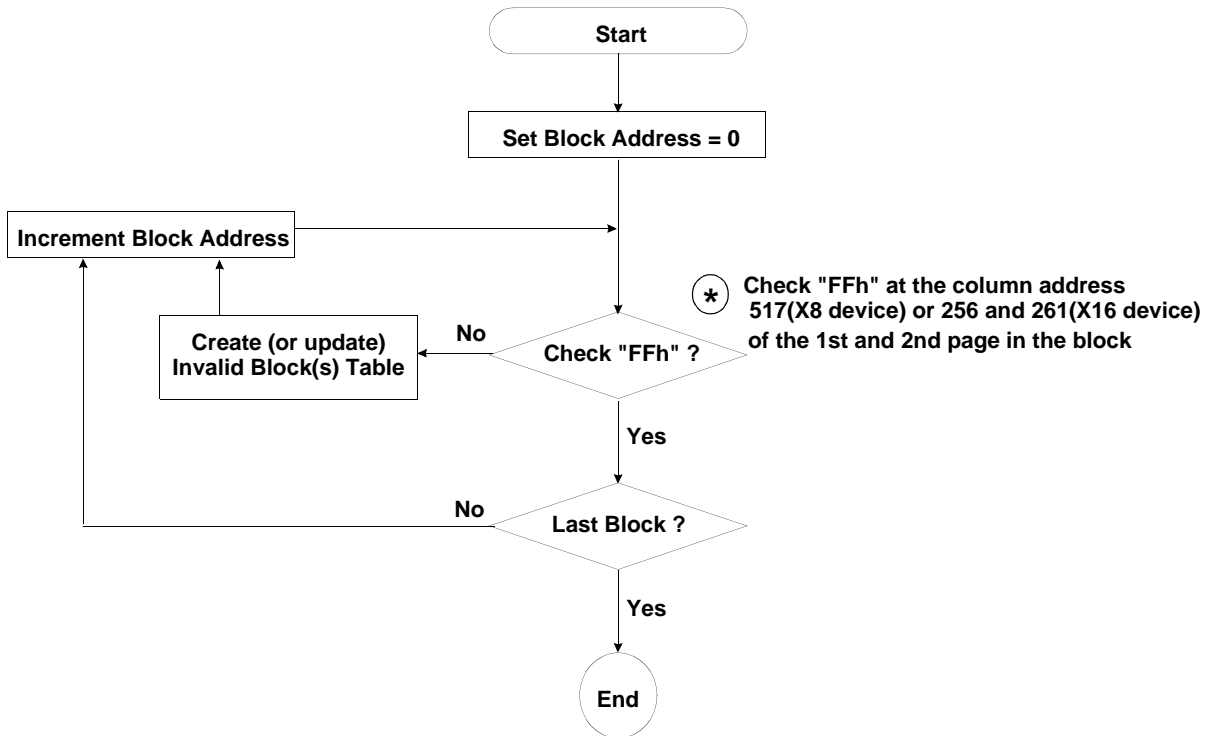 Start
Set Block Address = 0
Increment Block Address
*
Check "FFh" at the column address
517(X8 device) or 256 and 261(X16 device)
of the 1st and 2nd page in the block
Create (or update)
Invalid Block(s) Table
No
Check "FFh" ?
Yes
No
Last Block ?
Yes
End